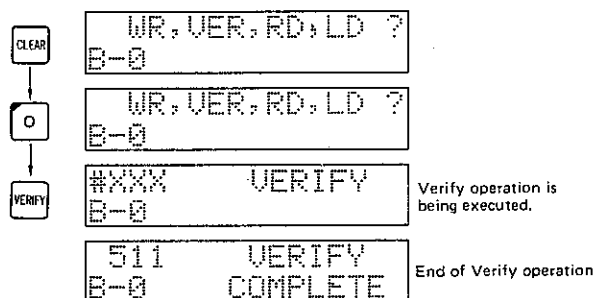 CLEAR
WR,VER,RD,LD ?
B-0
0
WR,VER,RD,LD ?
B-0
VERIFY
#XXX VERIFY
B-0
Verify operation is
being executed.
511 VERIFY
B-0 COMPLETE
End of Verify operation